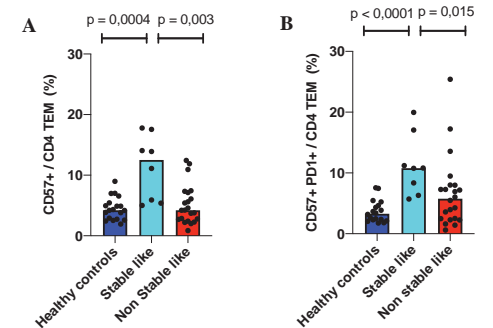 A
p = 0,0004 p = 0,003
CD57+ / CD4 TEM (%)
30
20
10
0
Healthy controls
Stable like
Non Stable like
B
p < 0,0001 p = 0,015
CD57+ PD1+ / CD4 TEM (%)
30
20
10
0
Healthy controls
Stable like
Non stable like